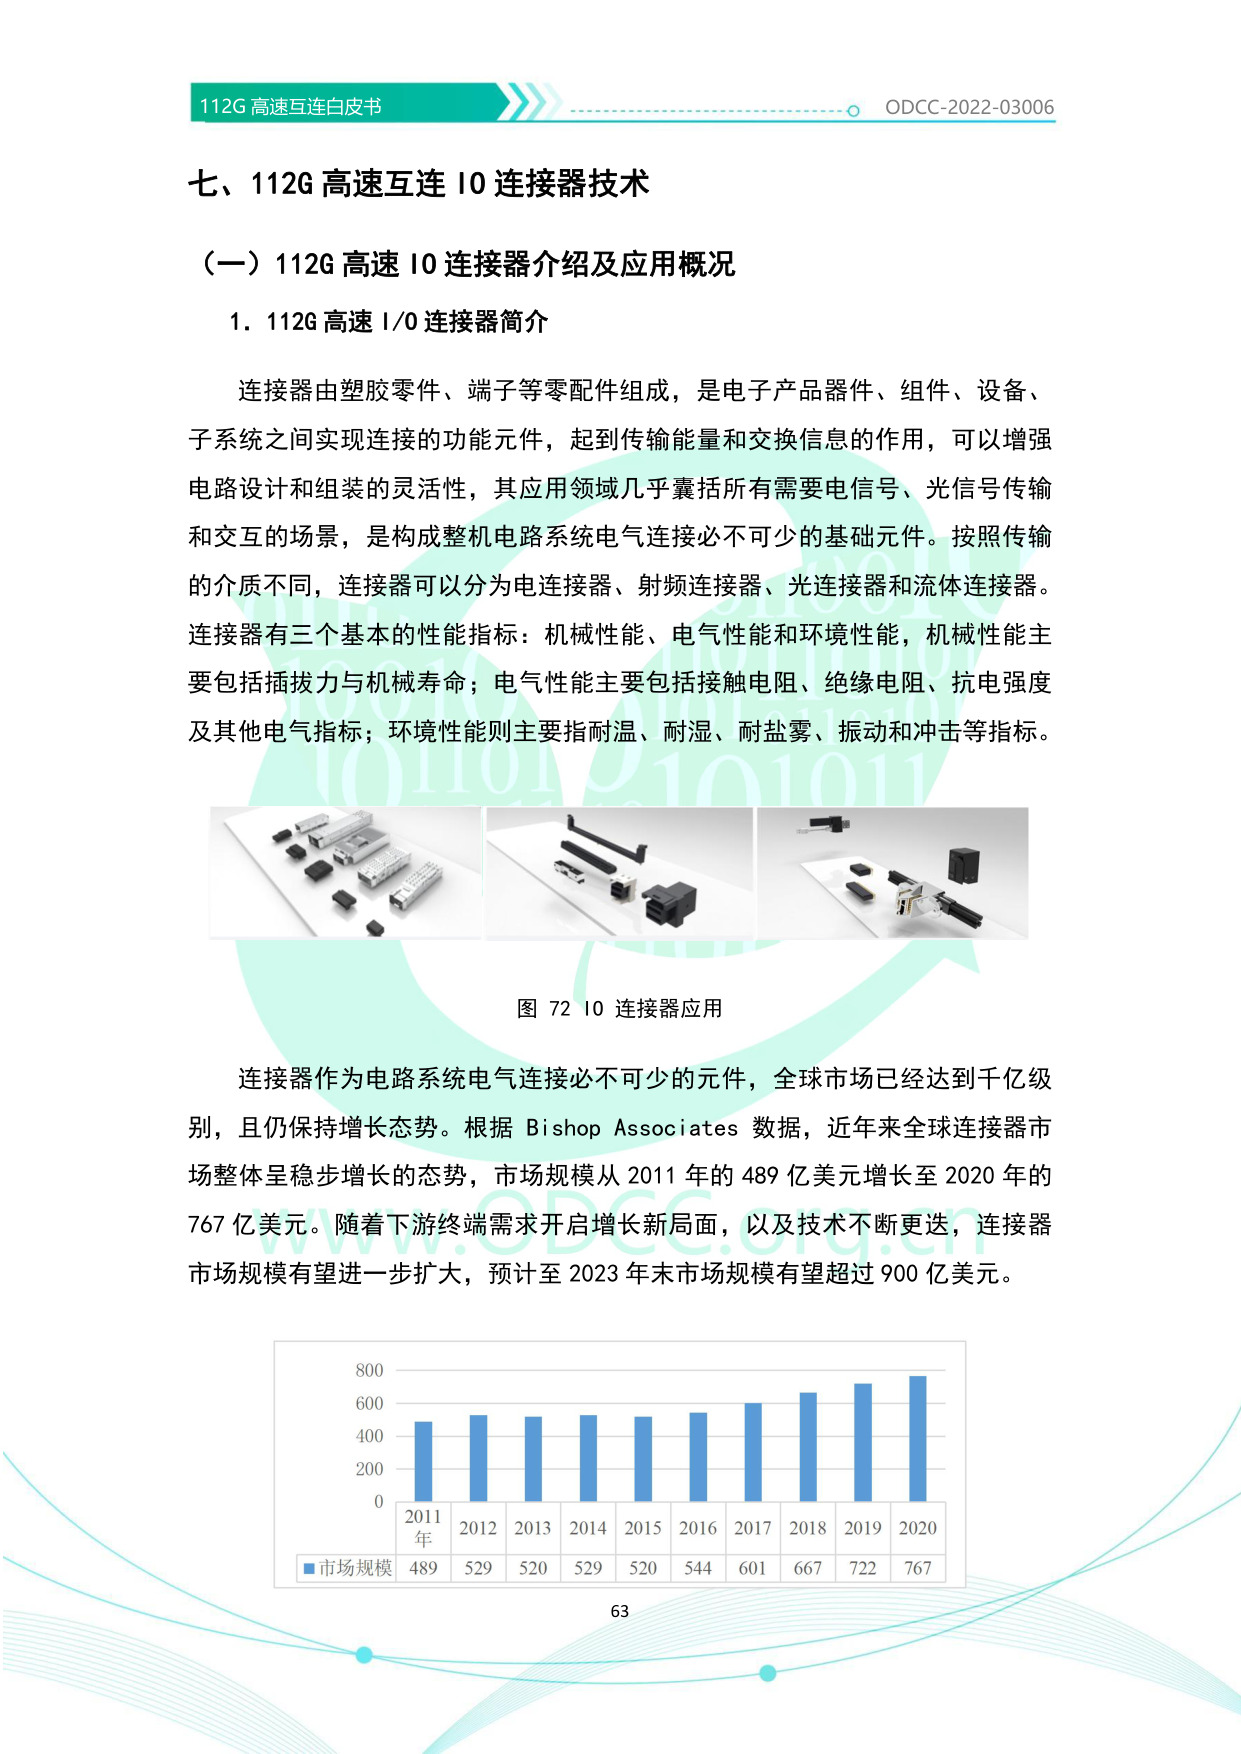 112G 高速互连白皮书
ODCC-2022-03006
七、112G 高速互连 IO 连接器技术
（一）112G 高速 IO 连接器介绍及应用概况
1. 112G 高速 I/O 连接器简介
连接器由塑胶零件、端子等零配件组成，是电子产品器件、组件、设备、
子系统之间实现连接的功能元件，起到传输能量和交换信息的作用，可以增强
电路设计和组装的灵活性，其应用领域几乎囊括所有需要电信号、光信号传输
和交互的场景，是构成整机电路系统电气连接必不可少的基础元件。按照传输
的介质不同，连接器可以分为电连接器、射频连接器、光连接器和流体连接器。
连接器有三个基本的性能指标：机械性能、电气性能和环境性能，机械性能主
要包括插拔力与机械寿命；电气性能主要包括接触电阻、绝缘电阻、抗电强度
及其他电气指标；环境性能则主要指耐温、耐湿、耐盐雾、振动和冲击等指标。
图 72 IO 连接器应用
连接器作为电路系统电气连接必不可少的元件，全球市场已经达到千亿级
别，且仍保持增长态势。根据 Bishop Associates 数据，近年来全球连接器市
场整体呈稳步增长的态势，市场规模从 2011 年的 489 亿美元增长至 2020 年的
767 亿美元。随着下游终端需求开启增长新局面，以及技术不断更迭，连接器
市场规模有望进一步扩大，预计至 2023 年末市场规模有望超过 900 亿美元。
www.ODCC.org.cn
800
600
400
200
0
2011年 2012 2013 2014 2015 2016 2017 2018 2019 2020
市场规模 489 529 520 529 520 544 601 667 722 767
63